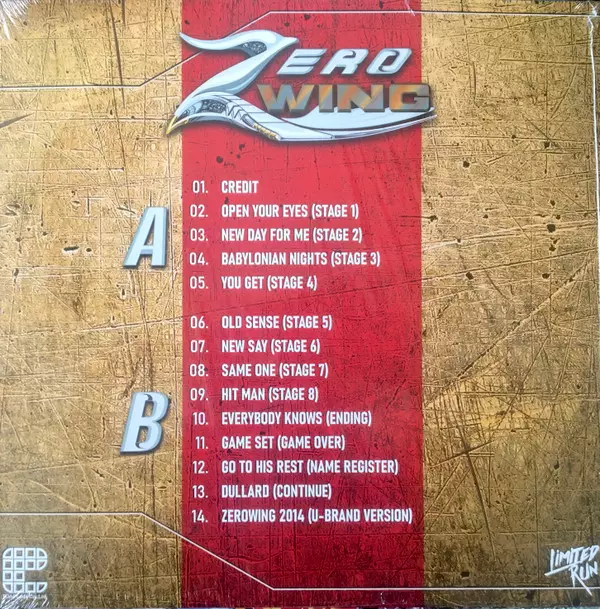 ZERO
WING
A
01. CREDIT
02. OPEN YOUR EYES (STAGE 1)
03. NEW DAY FOR ME (STAGE 2)
04. BABYLONIAN NIGHTS (STAGE 3)
05. YOU GET (STAGE 4)
B
06. OLD SENSE (STAGE 5)
07. NEW SAY (STAGE 6)
08. SAME ONE (STAGE 7)
09. HIT MAN (STAGE 8)
10. EVERYBODY KNOWS (ENDING)
11. GAME SET (GAME OVER)
12. GO TO HIS REST (NAME REGISTER)
13. DULLARD (CONTINUE)
14. ZEROWING 2014 (U-BRAND VERSION)
LIMITED
RUN